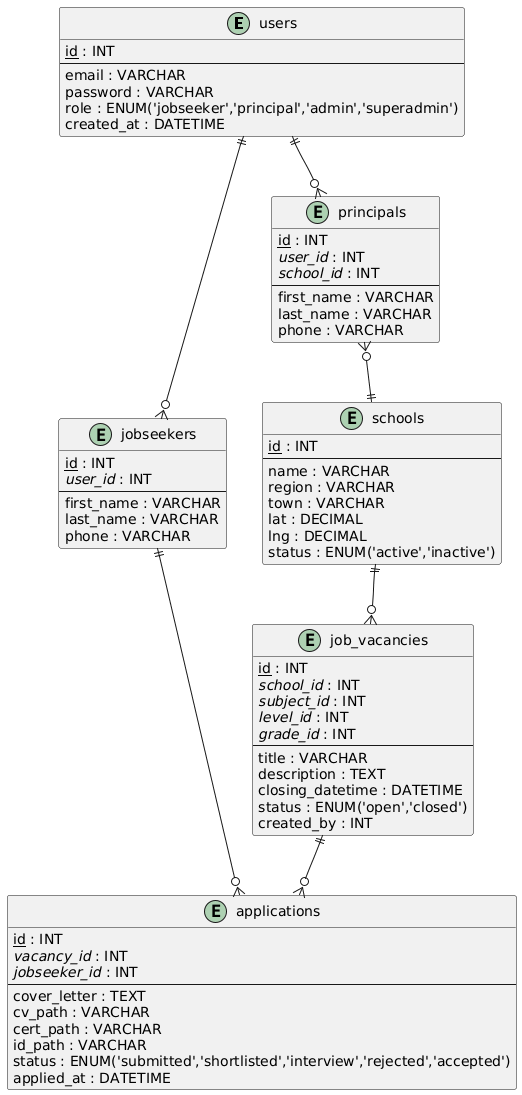 E users
id : INT
email : VARCHAR
password : VARCHAR
role : ENUM('jobseeker','principal','admin','superadmin')
created_at : DATETIME
E principals
id : INT
user_id : INT
school_id : INT
first_name : VARCHAR
last_name : VARCHAR
phone : VARCHAR
E jobseekers
id : INT
user_id : INT
first_name : VARCHAR
last_name : VARCHAR
phone : VARCHAR
E schools
id : INT
name : VARCHAR
region : VARCHAR
town : VARCHAR
lat : DECIMAL
lng : DECIMAL
status : ENUM('active','inactive')
E job_vacancies
id : INT
school_id : INT
subject_id : INT
level_id : INT
grade_id : INT
title : VARCHAR
description : TEXT
closing_datetime : DATETIME
status : ENUM('open','closed')
created_by : INT
E applications
id : INT
vacancy_id : INT
jobseeker_id : INT
cover_letter : TEXT
cv_path : VARCHAR
cert_path : VARCHAR
id_path : VARCHAR
status : ENUM('submitted','shortlisted','interview','rejected','accepted')
applied_at : DATETIME